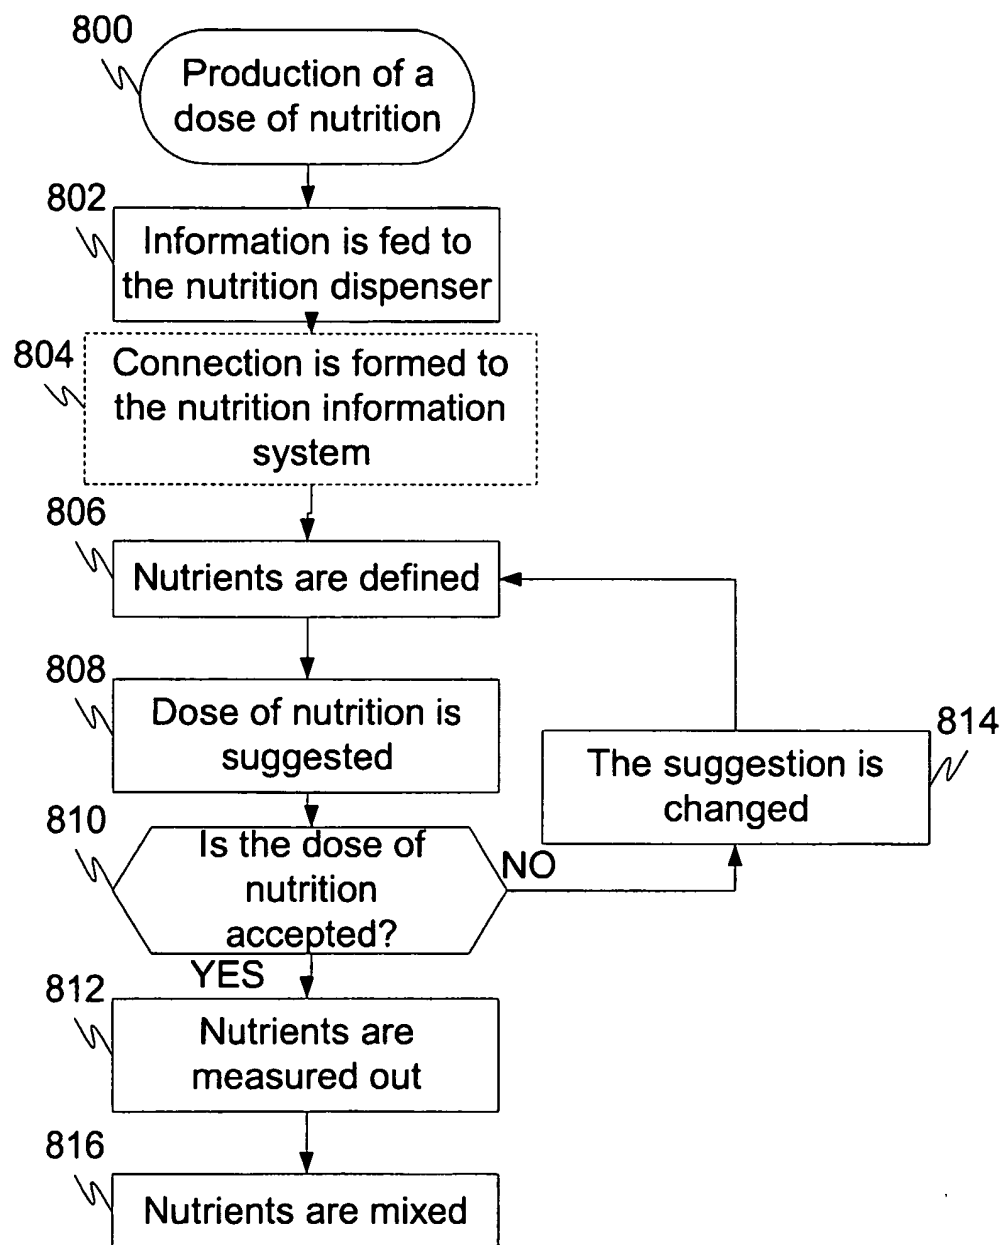 800
Production of a
dose of nutrition
802
Information is fed to
the nutrition dispenser
804
Connection is formed to
the nutrition information
system
806
Nutrients are defined
808
Dose of nutrition is
suggested
814
The suggestion is
changed
810
Is the dose of
nutrition
accepted?
NO
YES
812
Nutrients are
measured out
816
Nutrients are mixed